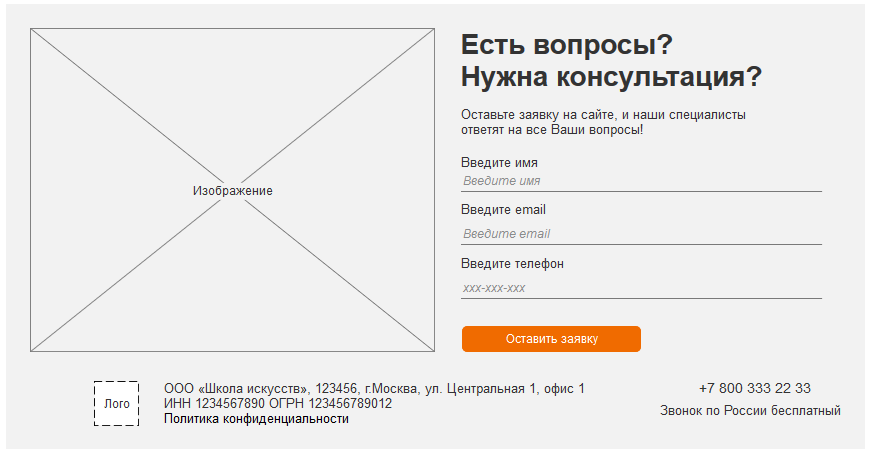 Есть вопросы?
Нужна консультация?
Оставьте заявку на сайте, и наши специалисты
ответят на все Ваши вопросы!
Изображение
Введите имя
Введите имя
Введите email
Введите email
Введите телефон
xxx-xxx-xxx
Оставить заявку
Лого
ООО «Школа искусств», 123456, г.Москва, ул. Центральная 1, офис 1
ИНН 1234567890 ОГРН 123456789012
Политика конфиденциальности
+7 800 333 22 33
Звонок по России бесплатный